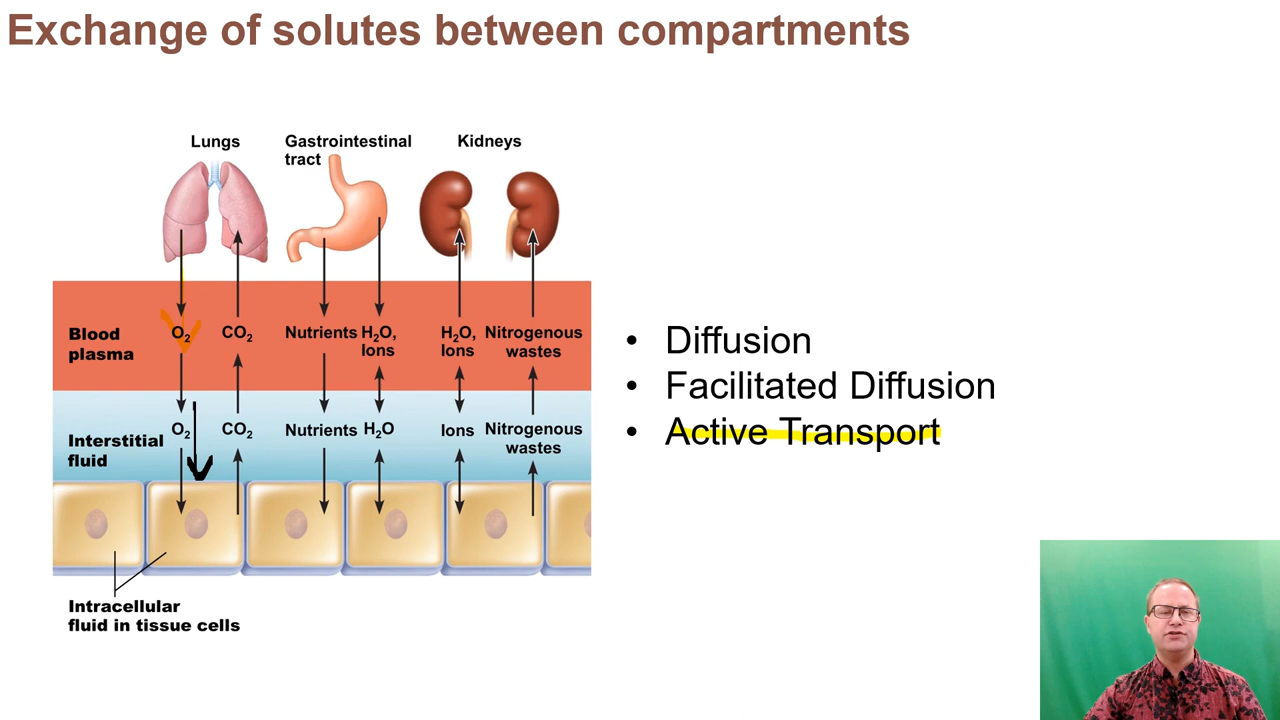 Exchange of solutes between compartments
Lungs
Gastrointestinal
tract
Kidneys
Blood
plasma
O₂
CO₂
Nutrients
H₂O,
Ions
H₂O,
Ions
Nitrogenous
wastes
Interstitial
fluid
O₂
CO₂
Nutrients
H₂O
Ions
Nitrogenous
wastes
Intracellular
fluid in tissue cells
• Diffusion
• Facilitated Diffusion
• Active Transport